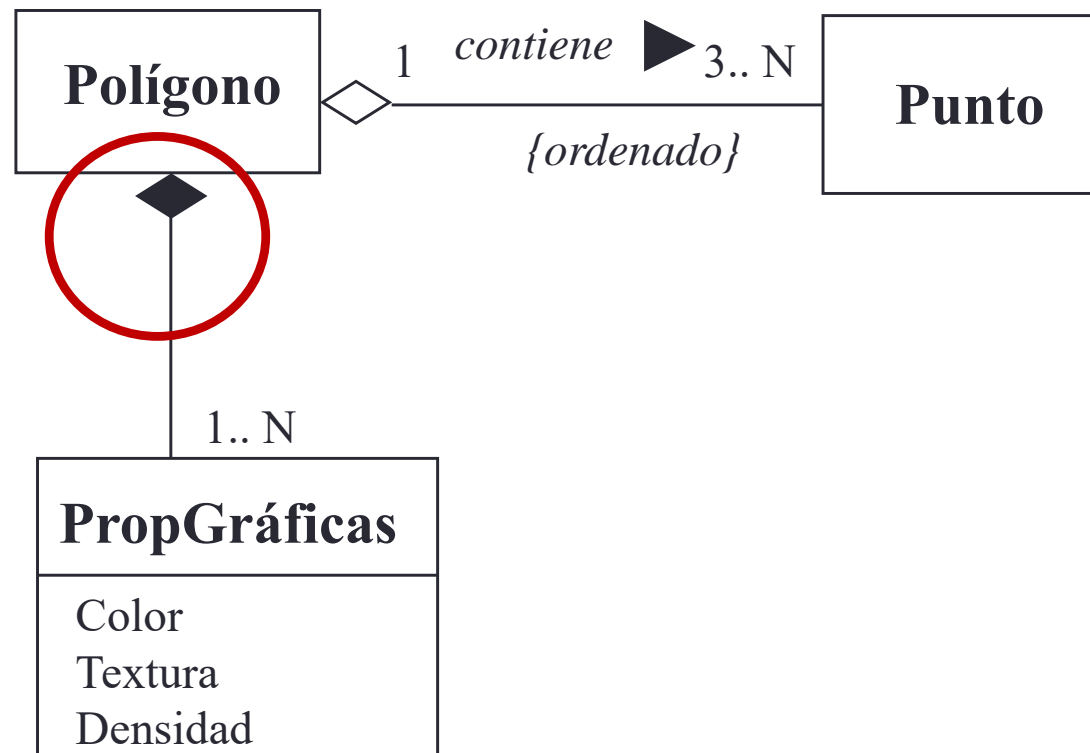 Polígono
1 contiene 3.. N
Punto
{ordenado}
1.. N
PropGráficas
Color
Textura
Densidad